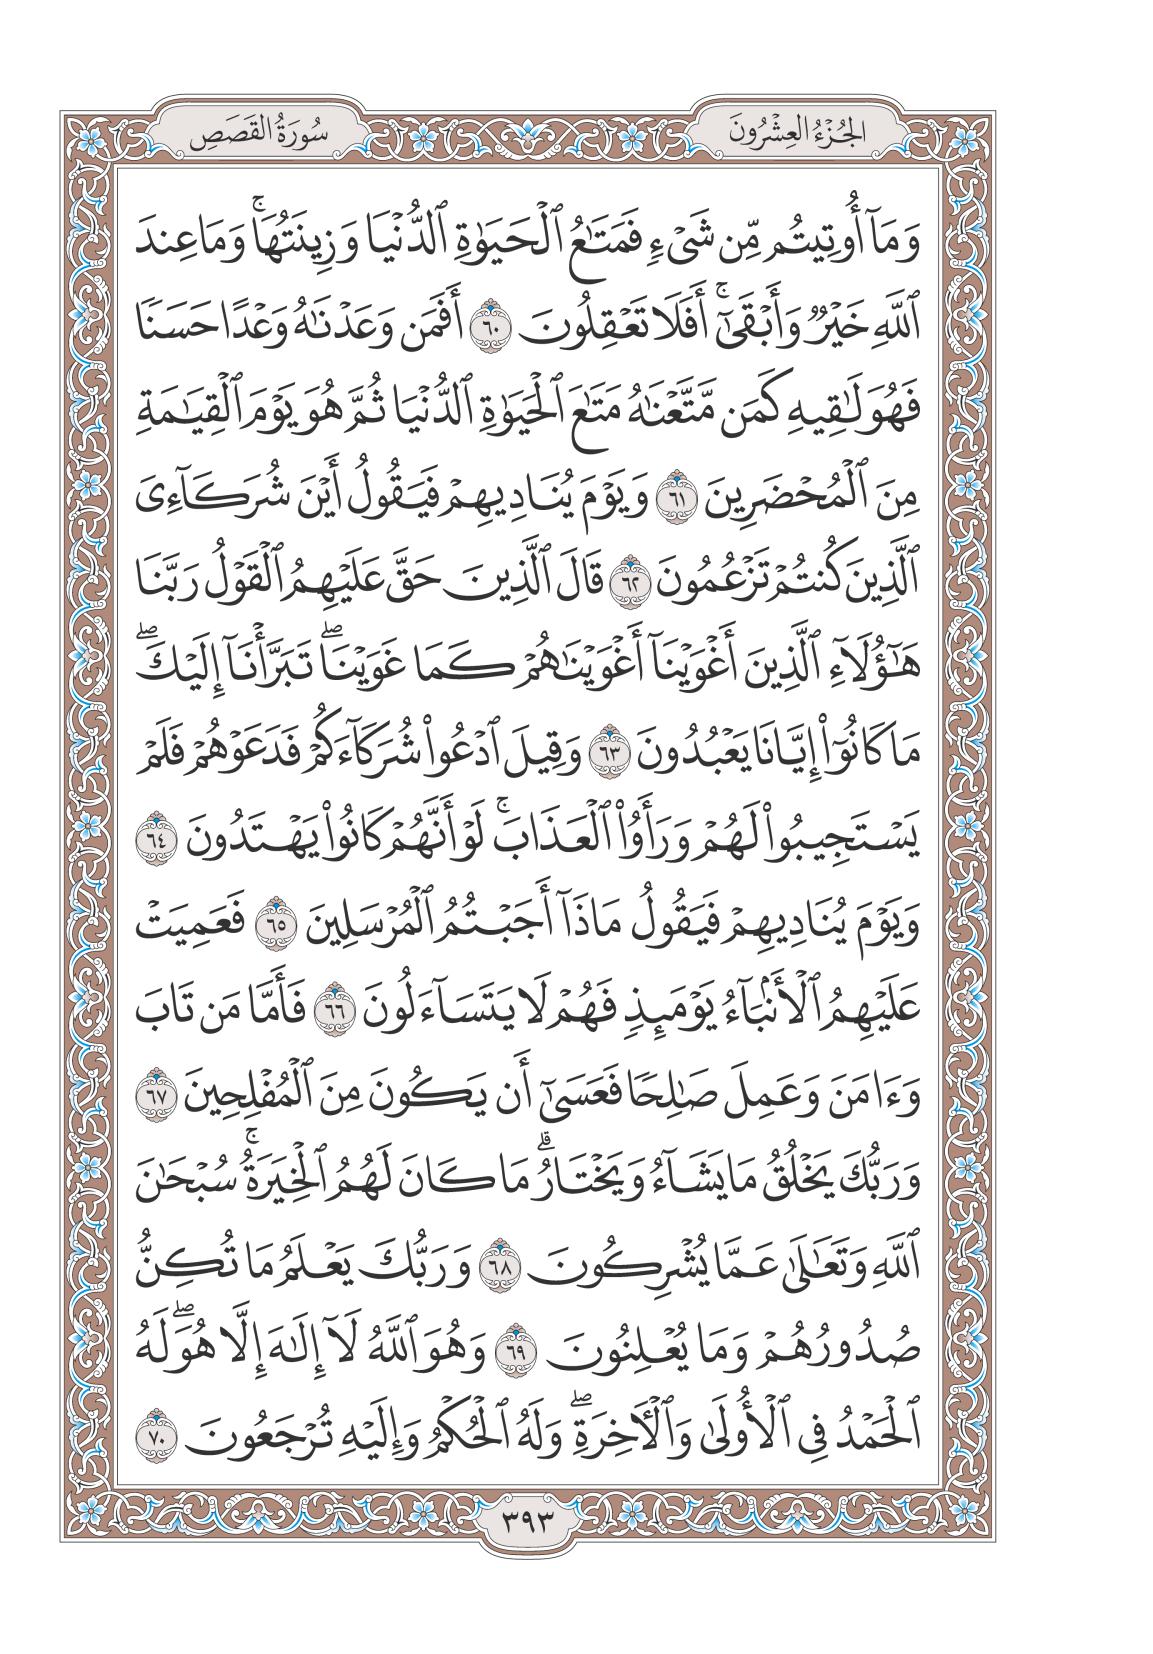 الجُزْءُ العِشْرُونَ
سُورَةُ القَصَصِ
وَمَآ أُوتِيتُم مِّن شَىْءٍ فَمَتَـٰعُ ٱلْحَيَوٰةِ ٱلدُّنْيَا وَزِينَتُهَا ۚ وَمَا عِندَ
ٱللَّهِ خَيْرٌ وَأَبْقَىٰٓ ۚ أَفَلَا تَعْقِلُونَ ٦٠ أَفَمَن وَعَدْنَـٰهُ وَعْدًا حَسَنًا
فَهُوَ لَـٰقِيهِ كَمَن مَّتَّعْنَـٰهُ مَتَـٰعَ ٱلْحَيَوٰةِ ٱلدُّنْيَا ثُمَّ هُوَ يَوْمَ ٱلْقِيَـٰمَةِ
مِنَ ٱلْمُحْضَرِينَ ٦١ وَيَوْمَ يُنَادِيهِمْ فَيَقُولُ أَيْنَ شُرَكَآءِىَ
ٱلَّذِينَ كُنتُمْ تَزْعُمُونَ ٦٢ قَالَ ٱلَّذِينَ حَقَّ عَلَيْهِمُ ٱلْقَوْلُ رَبَّنَا
هَـٰٓؤُلَآءِ ٱلَّذِينَ أَغْوَيْنَآ أَغْوَيْنَـٰهُمْ كَمَا غَوَيْنَا ۖ تَبَرَّأْنَآ إِلَيْكَ ۖ
مَا كَانُوٓا۟ إِيَّانَا يَعْبُدُونَ ٦٣ وَقِيلَ ٱدْعُوا۟ شُرَكَآءَكُمْ فَدَعَوْهُمْ فَلَمْ
يَسْتَجِيبُوا۟ لَهُمْ وَرَأَوُا۟ ٱلْعَذَابَ ۚ لَوْ أَنَّهُمْ كَانُوا۟ يَهْتَدُونَ ٦٤
وَيَوْمَ يُنَادِيهِمْ فَيَقُولُ مَاذَآ أَجَبْتُمُ ٱلْمُرْسَلِينَ ٦٥ فَعَمِيَتْ
عَلَيْهِمُ ٱلْأَنۢبَآءُ يَوْمَئِذٍ فَهُمْ لَا يَتَسَآءَلُونَ ٦٦ فَأَمَّا مَن تَابَ
وَءَامَنَ وَعَمِلَ صَـٰلِحًا فَعَسَىٰٓ أَن يَكُونَ مِنَ ٱلْمُفْلِحِينَ ٦٧
وَرَبُّكَ يَخْلُقُ مَا يَشَآءُ وَيَخْتَارُ ۗ مَا كَانَ لَهُمُ ٱلْخِيَرَةُ ۚ سُبْحَـٰنَ
ٱللَّهِ وَتَعَـٰلَىٰ عَمَّا يُشْرِكُونَ ٦٨ وَرَبُّكَ يَعْلَمُ مَا تُكِنُّ
صُدُورُهُمْ وَمَا يُعْلِنُونَ ٦٩ وَهُوَ ٱللَّهُ لَآ إِلَـٰهَ إِلَّا هُوَ ۖ لَهُ
ٱلْحَمْدُ فِى ٱلْأُولَىٰ وَٱلْـَٔاخِرَةِ ۖ وَلَهُ ٱلْحُكْمُ وَإِلَيْهِ تُرْجَعُونَ ٧٠
٣٩٣